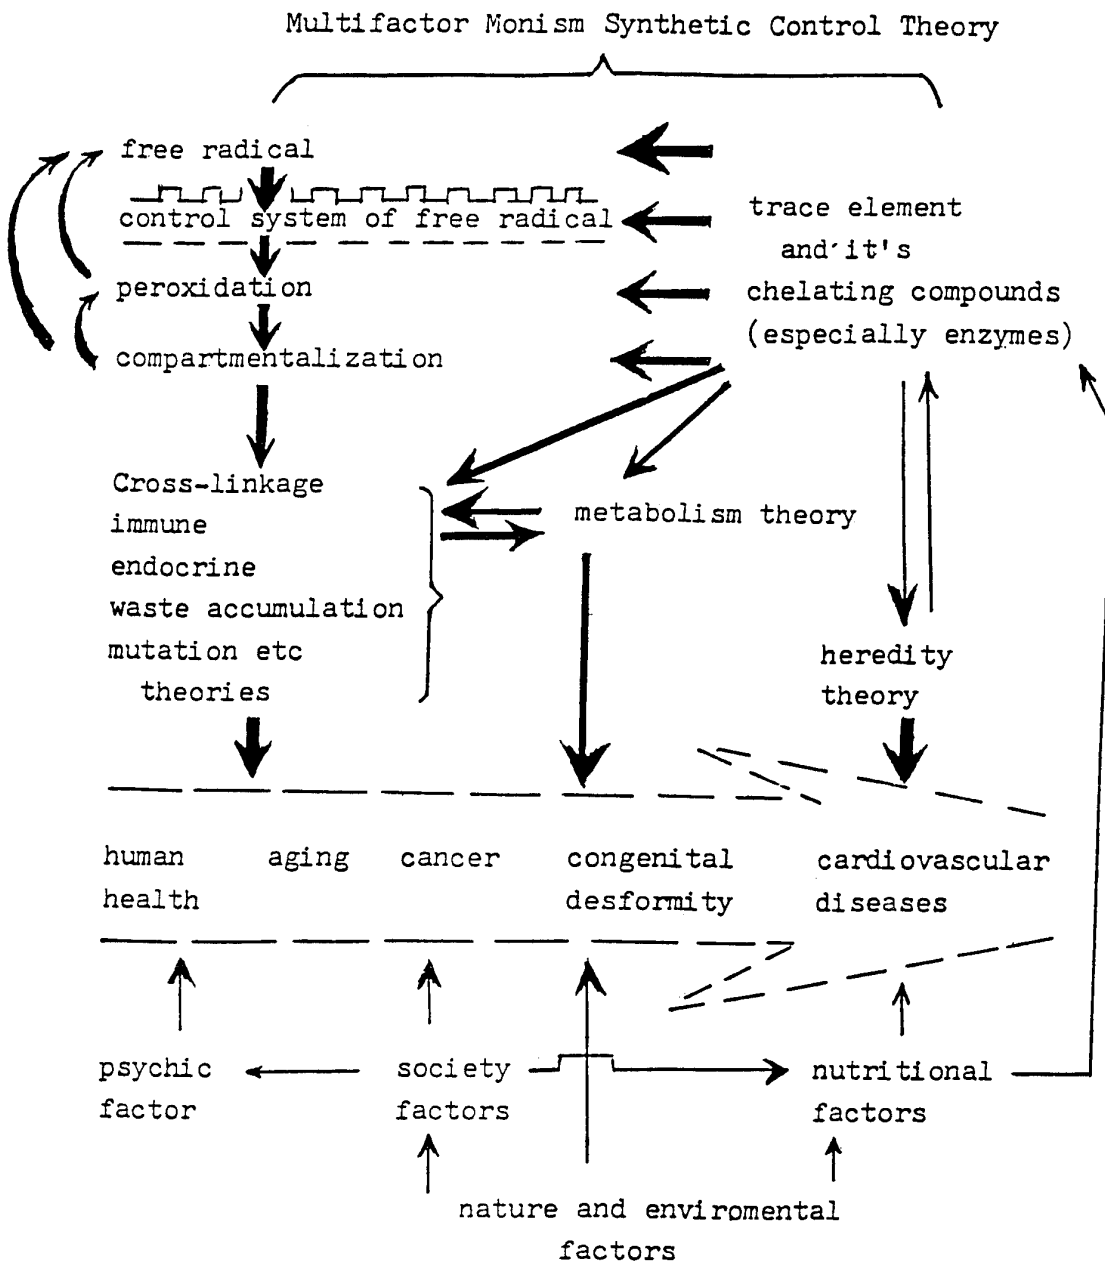 Multifactor Monism Synthetic Control Theory
free radical
control system of free radical
peroxidation
compartmentalization
trace element
and it's
chelating compounds
(especially enzymes)
Cross-linkage
immune
endocrine
waste accumulation
mutation etc
theories
metabolism theory
heredity
theory
human
health
aging
cancer
congenital
desformity
cardiovascular
diseases
psychic
factor
society
factors
nutritional
factors
nature and enviromental
factors